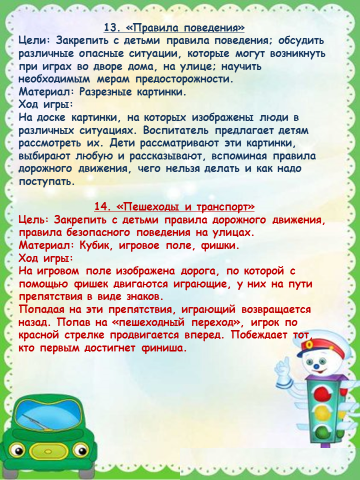 13. «Правила поведения»
Цели: Закрепить с детьми правила поведения; обсудить
различные опасные ситуации, которые могут возникнуть
при играх во дворе дома, на улице; научить
необходимым мерам предосторожности.
Материал: Разрезные картинки.
Ход игры:
На доске картинки, на которых изображены люди в
различных ситуациях. Воспитатель предлагает детям
рассмотреть их. Дети рассматривают эти картинки,
выбирают любую и рассказывают, вспоминая правила
дорожного движения, чего нельзя делать и как надо
поступать.
14. «Пешеходы и транспорт»
Цель: Закрепить с детьми правила дорожного движения,
правила безопасного поведения на улицах.
Материал: Кубик, игровое поле, фишки.
Ход игры:
На игровом поле изображена дорога, по которой с
помощью фишек двигаются играющие, у них на пути
препятствия в виде знаков.
Попадая на эти препятствия, играющий возвращается
назад. Попав на «пешеходный переход», игрок по
красной стрелке продвигается вперед. Побеждает тот,
кто первым достигнет финиша.